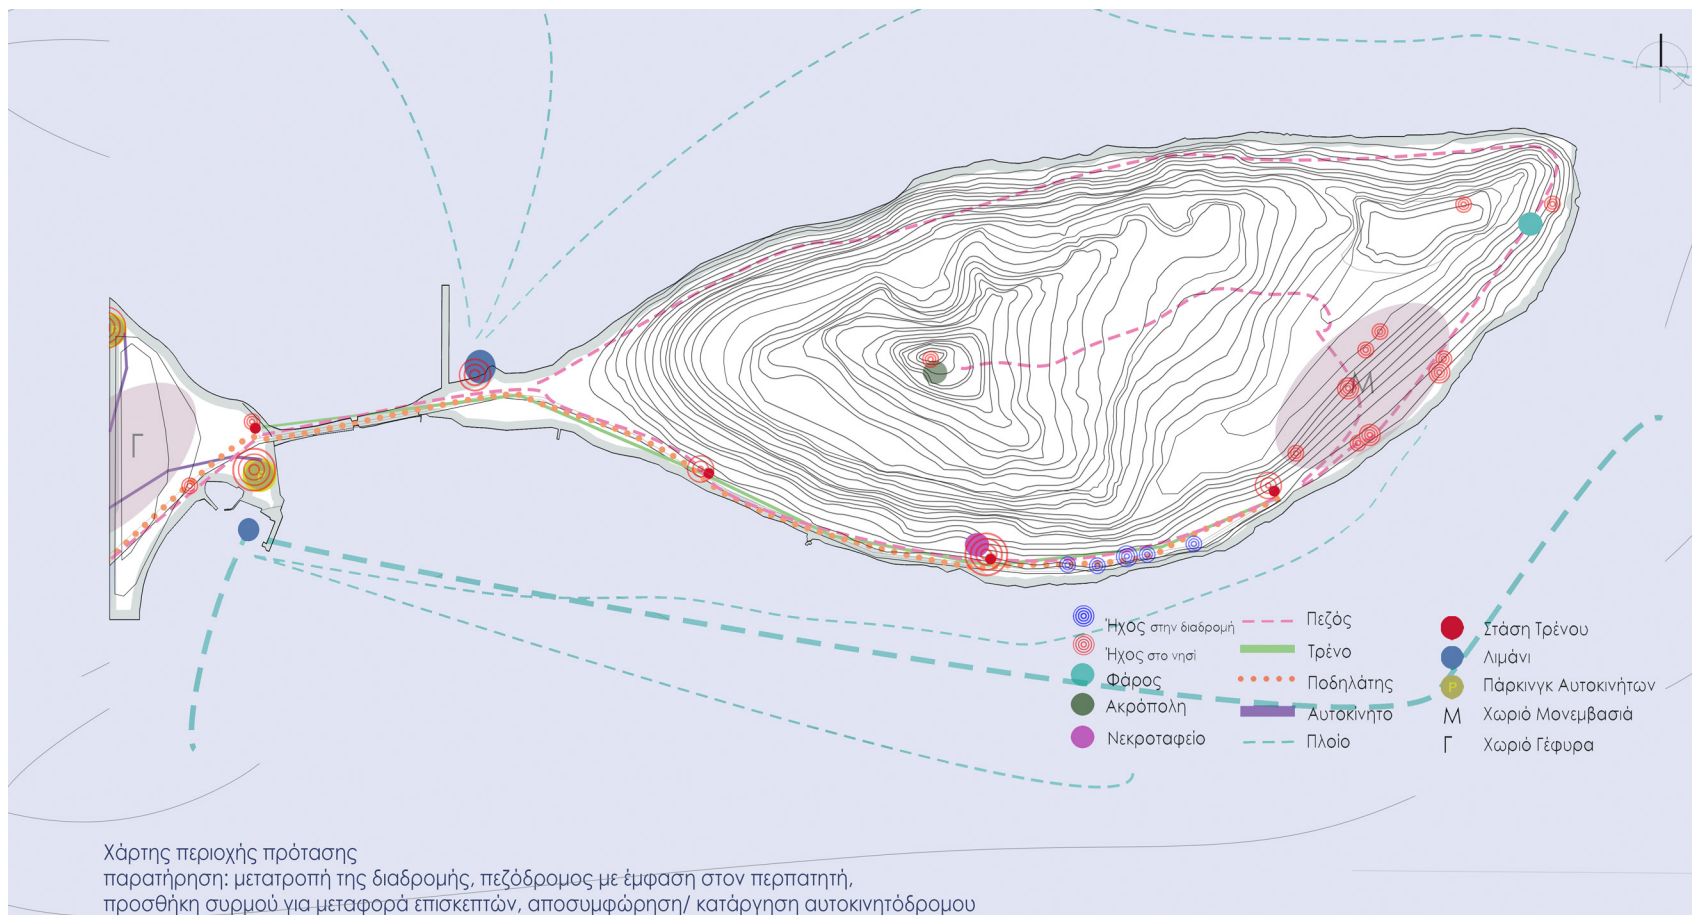 Γ
Μ
Ήχος στην διαδρομή
Ήχος στο νησί
Φάρος
Ακρόπολη
Νεκροταφείο
Πεζός
Τρένο
Ποδηλάτης
Αυτοκίνητο
Πλοίο
Στάση Τρένου
Λιμάνι
P Πάρκινγκ Αυτοκινήτων
Μ Χωριό Μονεμβασιά
Γ Χωριό Γέφυρα
Χάρτης περιοχής πρότασης
παρατήρηση: μετατροπή της διαδρομής, πεζόδρομος με έμφαση στον περπατητή,
προσθήκη συρμού για μεταφορά επισκεπτών, αποσυμφώρηση/ κατάργηση αυτοκινητόδρομου